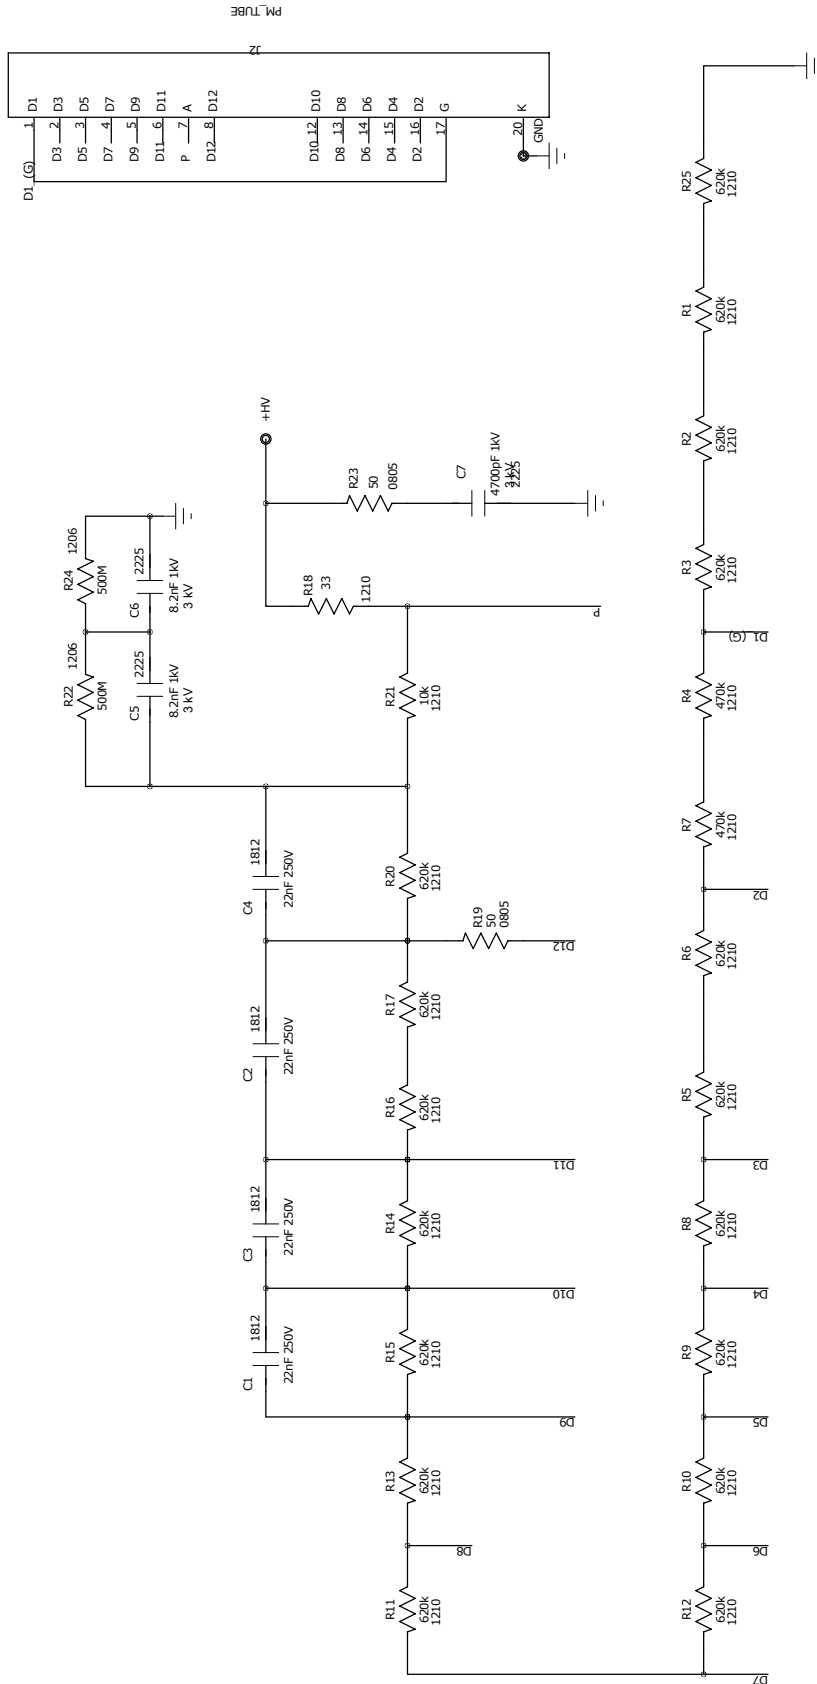 PM_TUBE
J2
D1
D3
D5
D7
D9
D11
A
D12
D10
D8
D6
D4
D2
G
K
1
2
3
4
5
6
7
8
12
13
14
15
16
17
20
D1_(G)
D3
D5
D7
D9
D11
P
D12
D10
D8
D6
D4
D2
GND
R25
620k
1210
R1
620k
1210
R2
620k
1210
R3
620k
1210
D1_(G)
R4
470k
1210
R7
470k
1210
D2
R6
620k
1210
R5
620k
1210
D3
R8
620k
1210
D4
R9
620k
1210
D5
R10
620k
1210
D6
R12
620k
1210
D7
+HV
R23
50
0805
C7
4700pF 1kV
3 kV
2225
R18
33
1210
P
R24
500M
1206
C6
2225
8.2nF 1kV
3 kV
R22
500M
1206
C5
2225
8.2nF 1kV
3 kV
R21
10k
1210
C4
1812
22nF 250V
R20
620k
1210
R19
50
0805
D12
C2
1812
22nF 250V
R17
620k
1210
R16
620k
1210
D11
C3
1812
22nF 250V
R14
620k
1210
D10
C1
1812
22nF 250V
R15
620k
1210
D9
R13
620k
1210
D8
R11
620k
1210